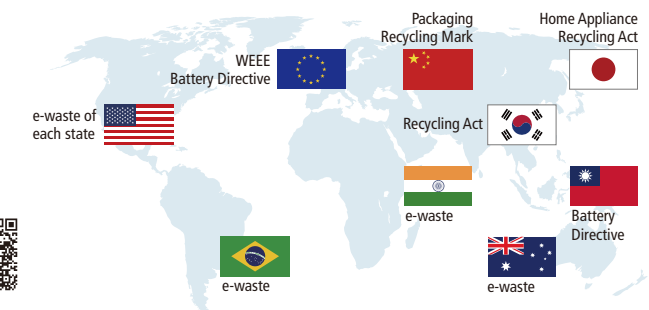 Packaging
Recycling Mark
Home Appliance
Recycling Act
WEEE
Battery Directive
e-waste of
each state
Recycling Act
e-waste
Battery
Directive
e-waste
e-waste